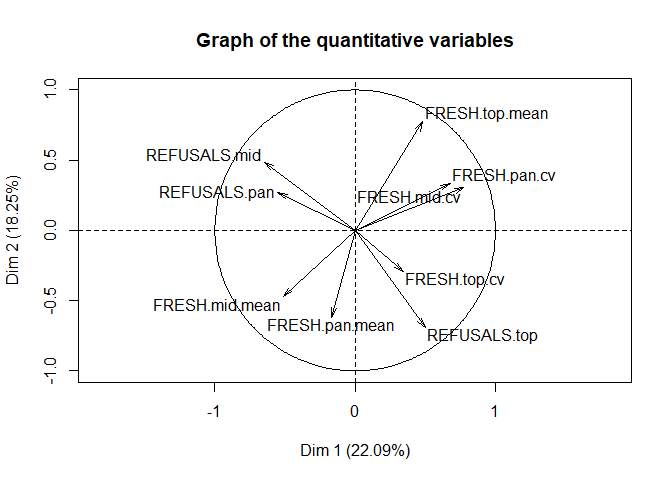 Graph of the quantitative variables
1.0
FRESH.top.mean
REFUSALS.mid
0.5
FRESH.pan.cv
REFUSALS.pan
FRESH.mid.cv
0.0
Dim 2 (18.25%)
FRESH.top.cv
-0.5
FRESH.mid.mean
FRESH.pan.mean
REFUSALS.top
-1.0
-1 0 1
Dim 1 (22.09%)